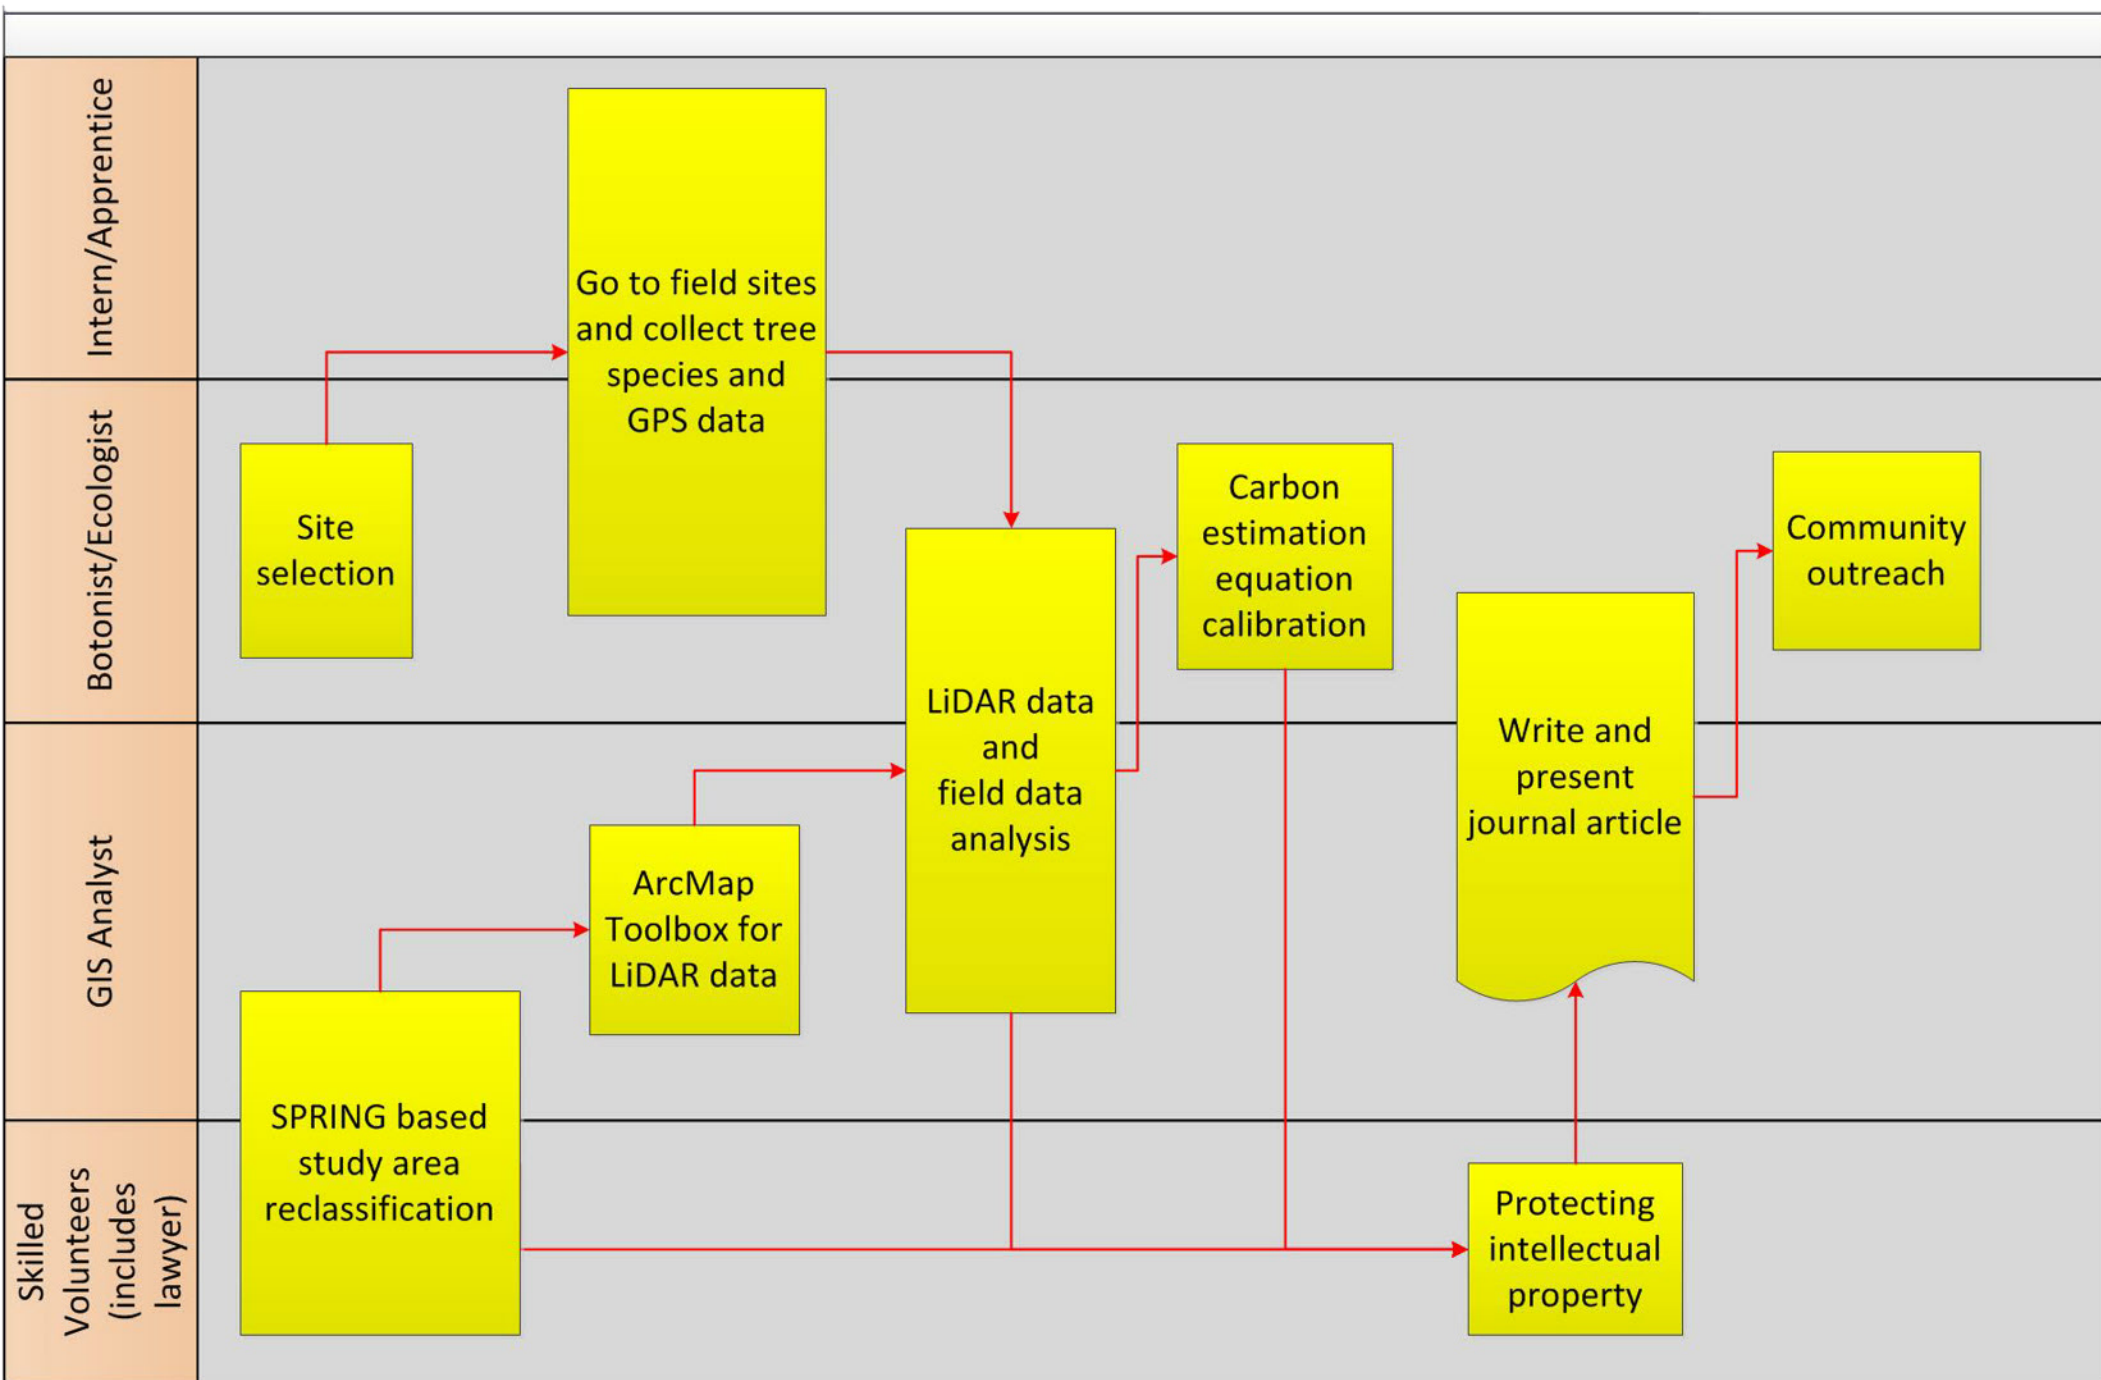 Intern/Apprentice
Go to field sites
and collect tree
species and
GPS data
Botonist/Ecologist
Site
selection
Carbon
estimation
equation
calibration
Community
outreach
LiDAR data
and
field data
analysis
Write and
present
journal article
GIS Analyst
ArcMap
Toolbox for
LiDAR data
SPRING based
study area
reclassification
Skilled
Volunteers
(includes
lawyer)
Protecting
intellectual
property